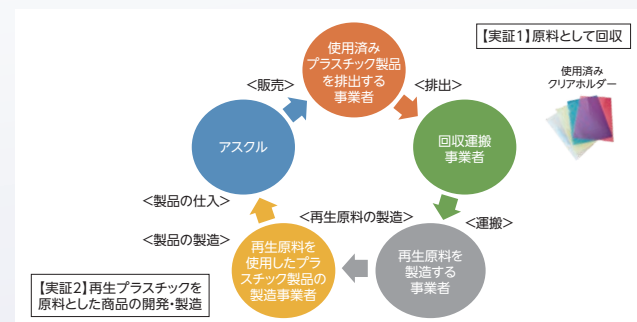 【実証1】原料として回収
使用済み
クリアホルダー
使用済み
プラスチック製品
を排出する
事業者
<販売>
<排出>
アスクル
回収運搬
事業者
<製品の仕入>
<再生原料の製造>
<運搬>
<製品の製造>
再生原料を
使用したプラ
スチック製品の
製造事業者
再生原料を
製造する
事業者
【実証2】再生プラスチックを
原料とした商品の開発・製造